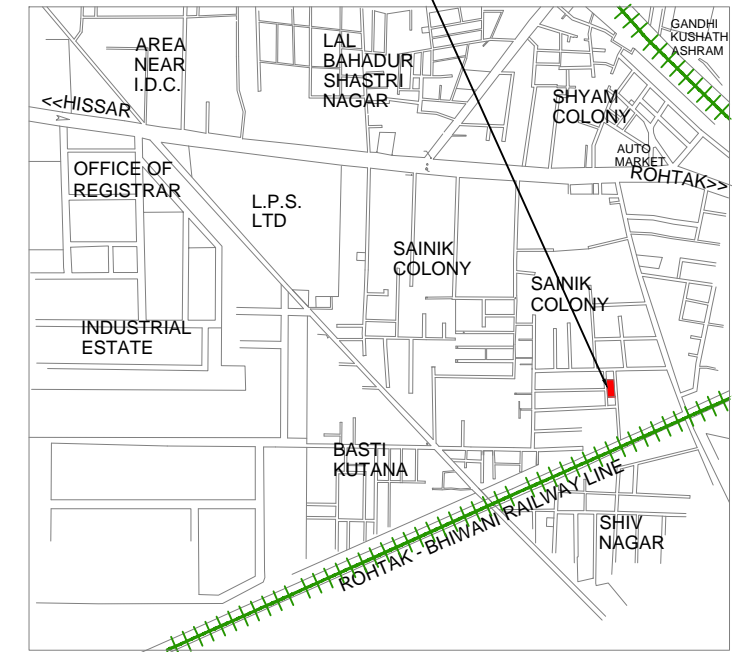 GANDHI
KUSHATH
ASHRAM
AREA
NEAR
I.D.C.
LAL
BAHADUR
SHASTRI
NAGAR
<<HISSAR
SHYAM
COLONY
AUTO
MARKET
ROHTAK>>
OFFICE OF
REGISTRAR
L.P.S.
LTD
SAINIK
COLONY
SAINIK
COLONY
INDUSTRIAL
ESTATE
BASTI
KUTANA
ROHTAK - BHIWANI RAILWAY LINE
SHIV
NAGAR